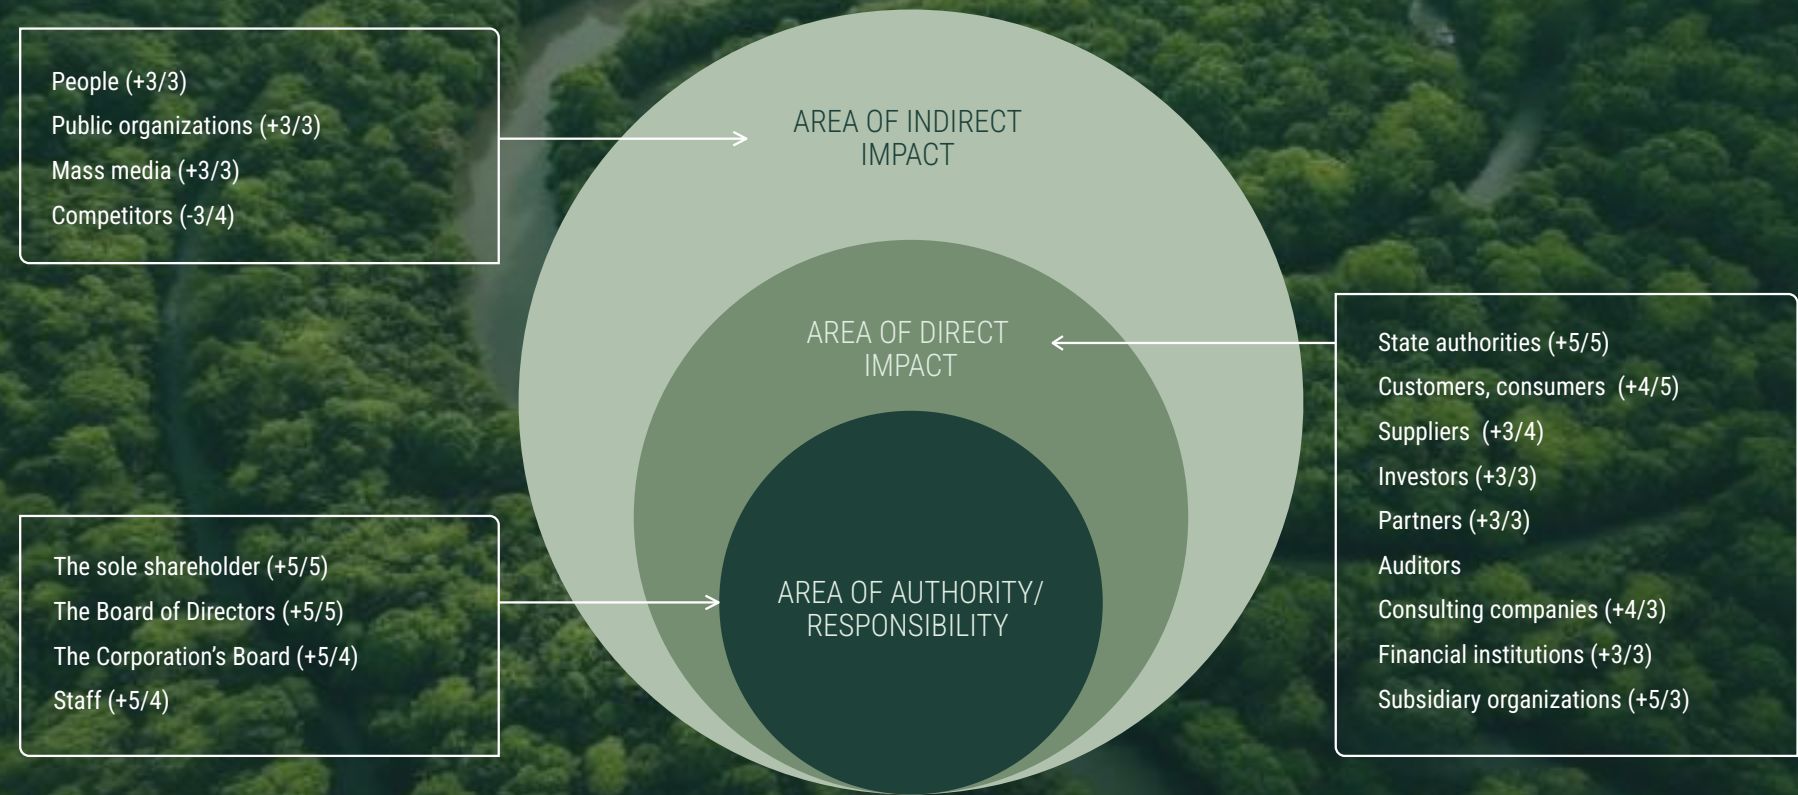 People (+3/3)
Public organizations (+3/3)
Mass media (+3/3)
Competitors (-3/4)
AREA OF INDIRECT
IMPACT
AREA OF DIRECT
IMPACT
State authorities (+5/5)
Customers, consumers  (+4/5)
Suppliers  (+3/4)
Investors (+3/3)
Partners (+3/3)
Auditors
Consulting companies (+4/3)
Financial institutions (+3/3)
Subsidiary organizations (+5/3)
The sole shareholder (+5/5)
The Board of Directors (+5/5)
The Corporation’s Board (+5/4)
Staff (+5/4)
AREA OF AUTHORITY/
RESPONSIBILITY